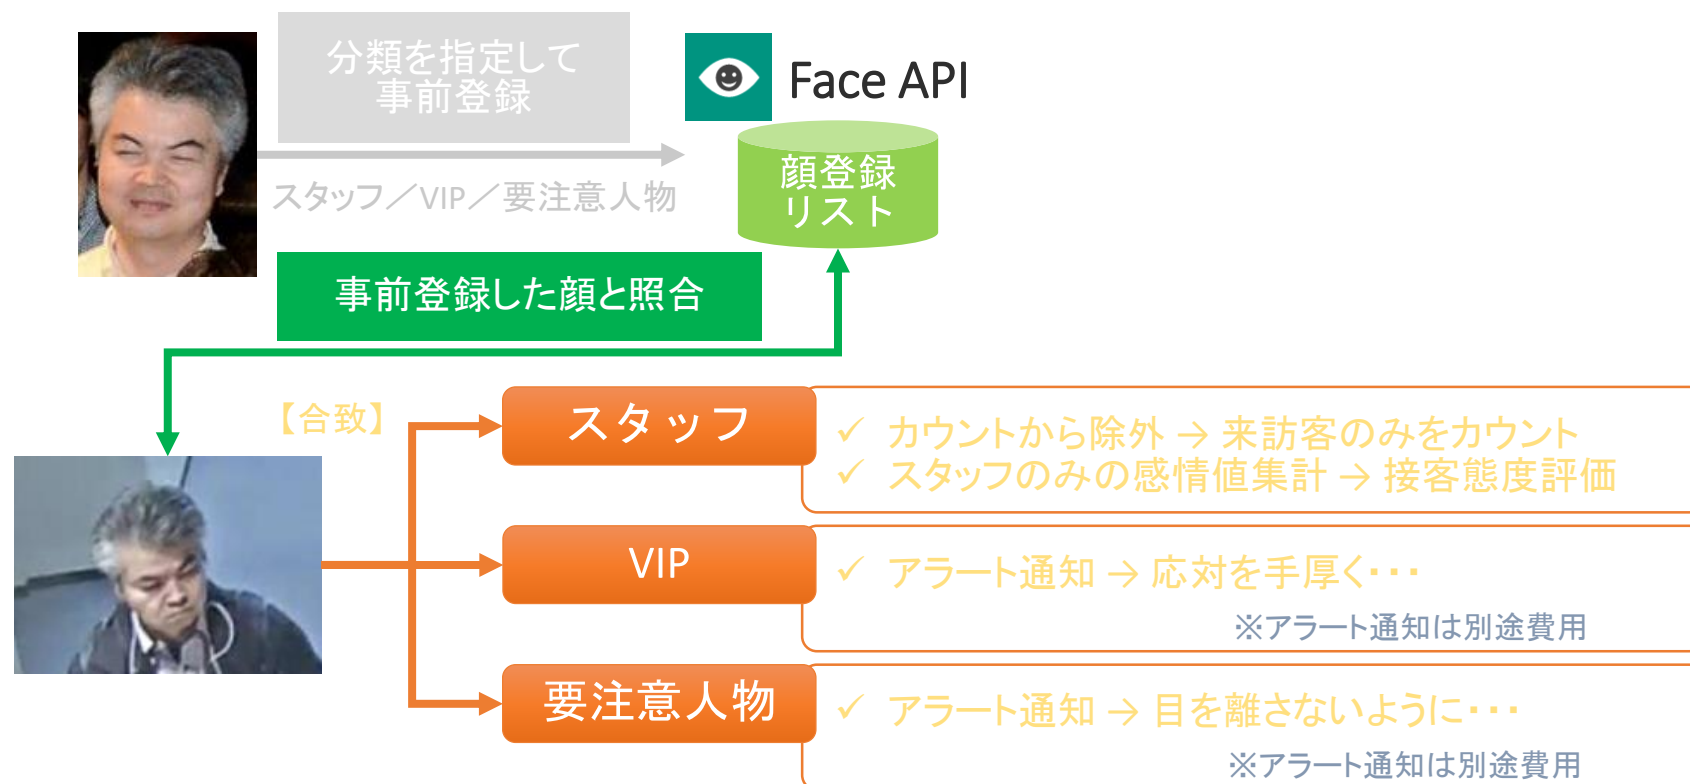 分類を指定して
事前登録
Face API
スタッフ／VIP／要注意人物
顔登録
リスト
事前登録した顔と照合
【合致】
スタッフ
✓ カウントから除外 → 来訪客のみをカウント
✓ スタッフのみの感情値集計 → 接客態度評価
VIP
✓ アラート通知 → 応対を手厚く・・・
※アラート通知は別途費用
要注意人物
✓ アラート通知 → 目を離さないように・・・
※アラート通知は別途費用